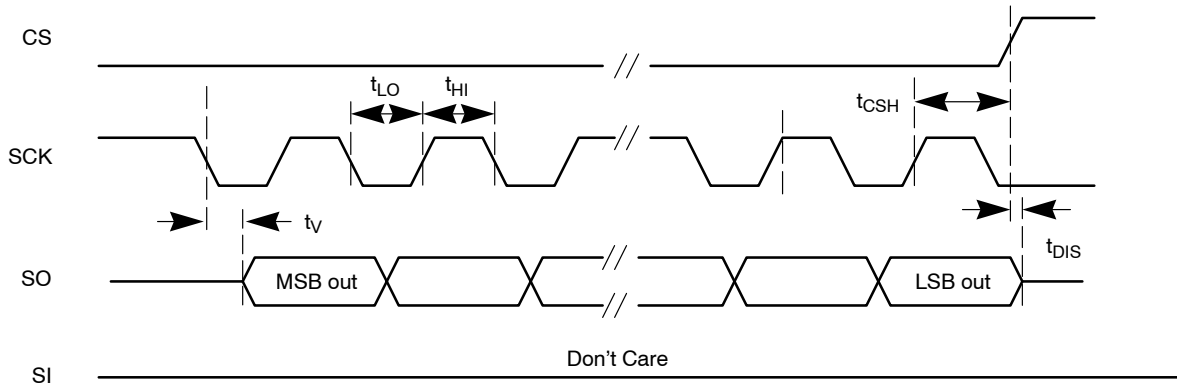 CS
tLO
tHI
tCSH
SCK
tV
tDIS
SO
MSB out
LSB out
Don't Care
SI